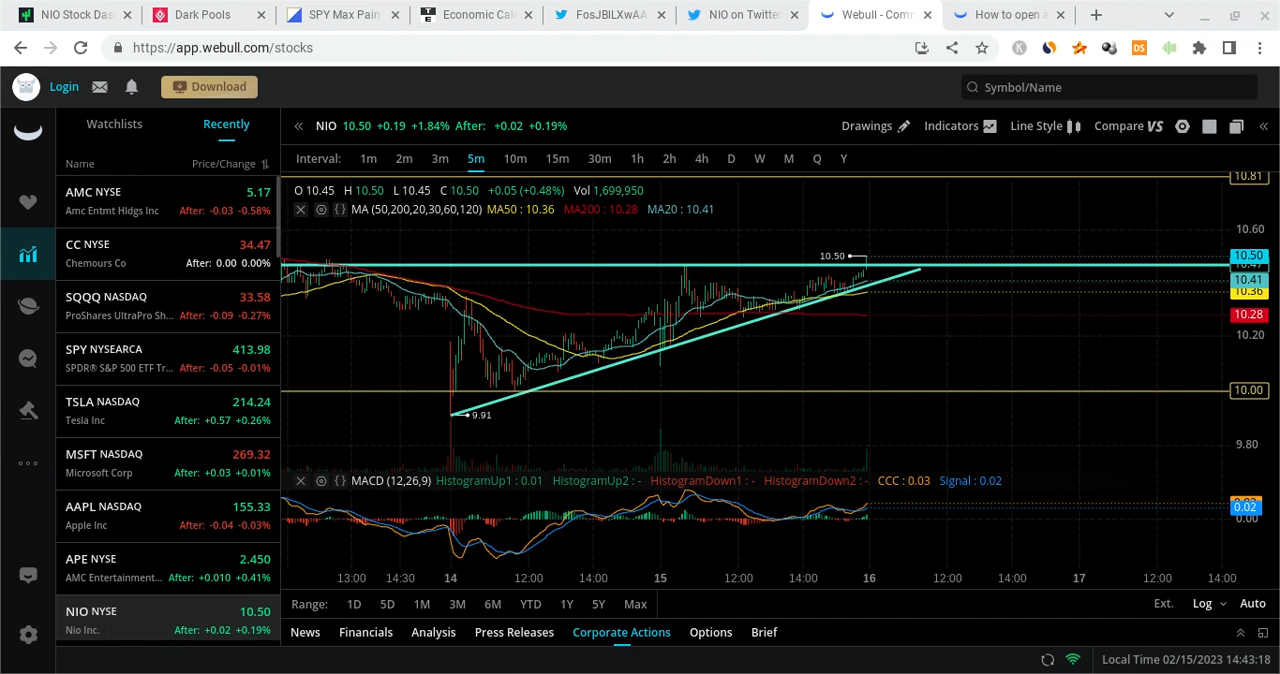 NIO Stock Das
Dark Pools
SPY Max Pain
Economic Cal
FosJBILXwAA
NIO on Twitter
Webull - Com
How to open a
https://app.webull.com/stocks
Login
Download
Symbol/Name
Watchlists
Recently
NIO 10.50 +0.19 +1.84% After: +0.02 +0.19%
Drawings
Indicators
Line Style
Compare VS
Name
Price/Change
Interval: 1m 2m 3m 5m 10m 15m 30m 1h 2h 4h D W M Q Y
AMC NYSE 5.17
Amc Entmt Hldgs Inc After: -0.03 -0.58%
CC NYSE 34.47
Chemours Co After: 0.00 0.00%
SQQQ NASDAQ 33.58
ProShares UltraPro Sh... After: -0.09 -0.27%
SPY NYSEARCA 413.98
SPDR® S&P 500 ETF Tr... After: -0.05 -0.01%
TSLA NASDAQ 214.24
Tesla Inc After: +0.57 +0.26%
MSFT NASDAQ 269.32
Microsoft Corp After: +0.03 +0.01%
AAPL NASDAQ 155.33
Apple Inc After: -0.04 -0.03%
APE NYSE 2.450
AMC Entertainment... After: +0.010 +0.41%
NIO NYSE 10.50
Nio Inc. After: +0.02 +0.19%
O 10.45 H 10.50 L 10.45 C 10.50 +0.05 (+0.48%) Vol 1,699,950
MA (50,200,20,30,60,120) MA50 : 10.36 MA200 : 10.28 MA20 : 10.41
10.50
9.91
10.81
10.60
10.50
10.47
10.41
10.36
10.28
10.20
10.00
9.80
MACD (12,26,9) HistogramUp1 : 0.01 HistogramUp2 : - HistogramDown1 : - HistogramDown2 : - CCC : 0.03 Signal : 0.02
0.02
0.00
13:00 14:30 14 12:00 14:00 15 12:00 14:00 16 12:00 14:00 17 12:00 14:00
Range: 1D 5D 1M 3M 6M YTD 1Y 5Y Max
Ext. Log Auto
News Financials Analysis Press Releases Corporate Actions Options Brief
Local Time 02/15/2023 14:43:18